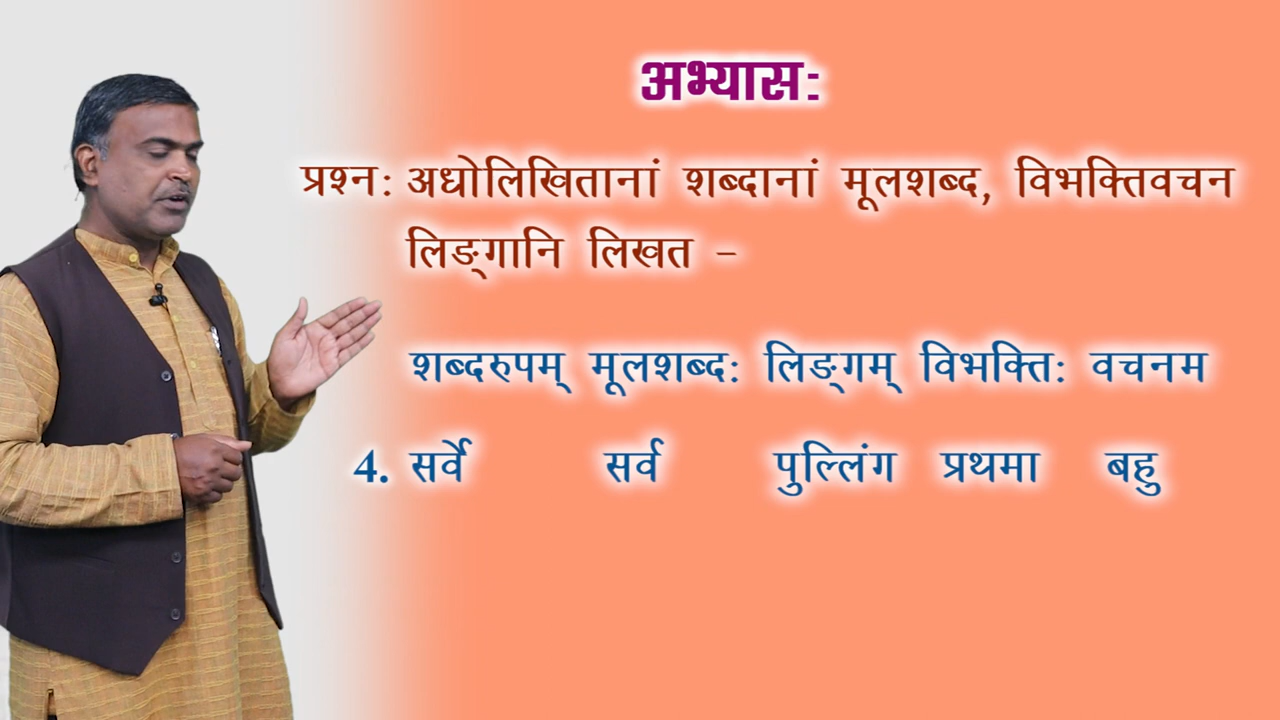 अभ्यास:
प्रश्न: अधोलिखितानां शब्दानां मूलशब्द, विभक्तिवचन
लिङ्गानि लिखत -
शब्दरुपम् मूलशब्द: लिङ्गम् विभक्ति: वचनम
4. सर्वे सर्व पुल्लिंग प्रथमा बहु